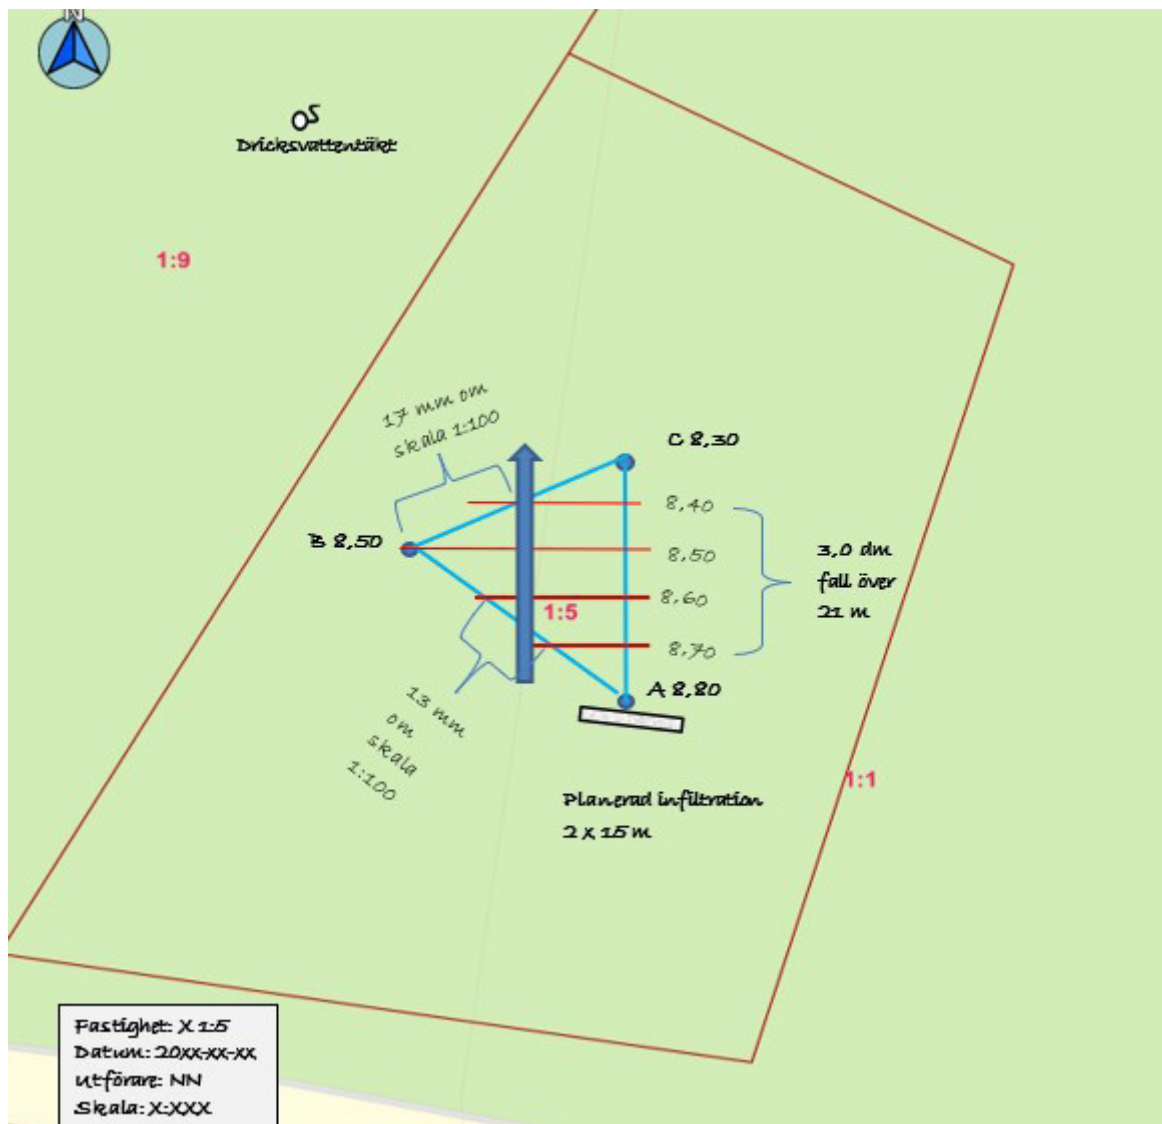 N
Dricksvattentäkt
1:9
17 mm om
skala 1:100
C 8,30
8,40
B 8,50
8,50
3,0 dm
fall över
21 m
8,60
1:5
8,70
A 8,80
13 mm
om
skala
1:100
1:1
Planerad infiltration
2 x 15 m
Fastighet: X 1:5
Datum: 20xx-xx-xx
Utförare: NN
Skala: X:XXX